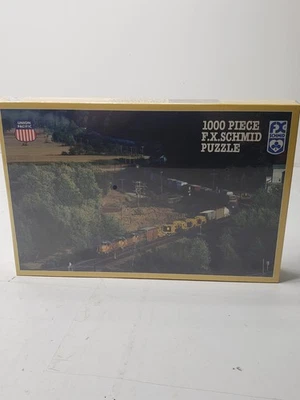 UNION
PACIFIC
1000 PIECE
F.X.SCHMID
PUZZLE